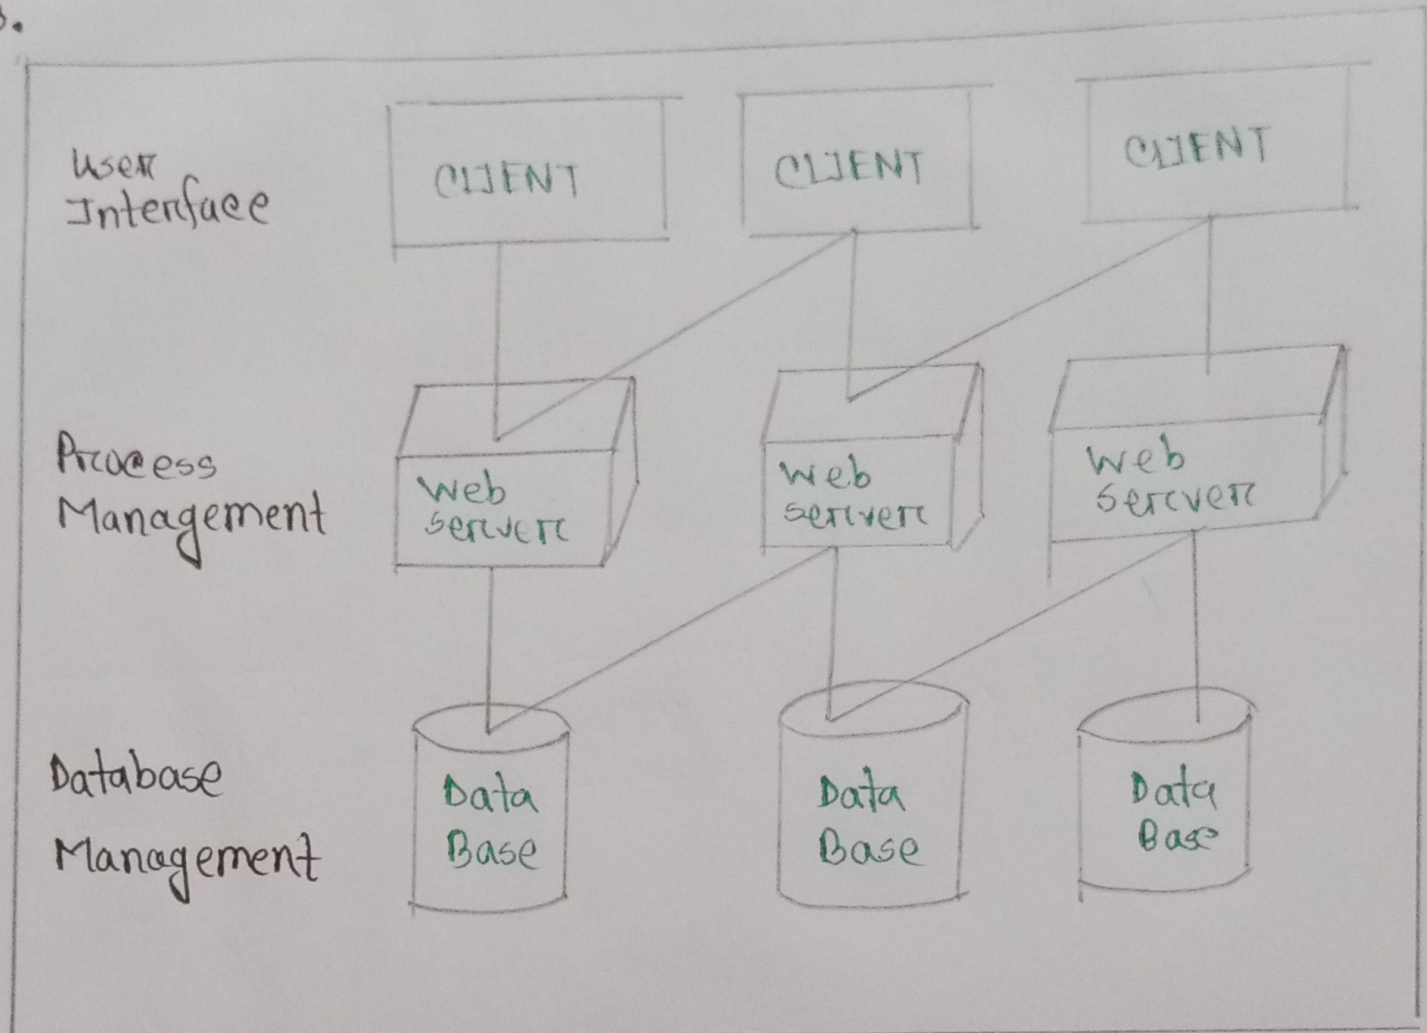 3.
User
Interface
CLIENT
CLIENT
CLIENT
Process
Management
Web
server
Web
server
Web
server
Database
Management
Data
Base
Data
Base
Data
Base